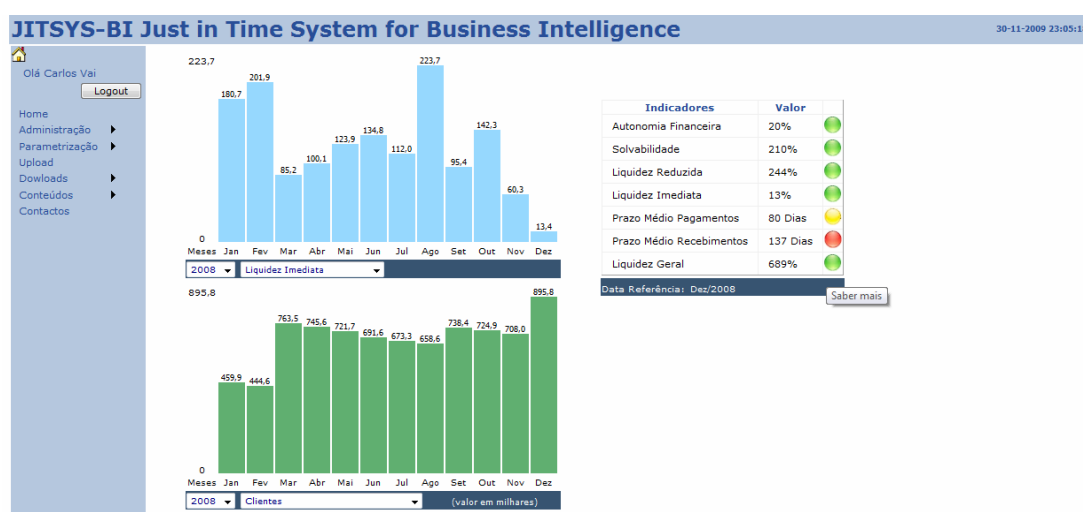 JITSYS-BI Just in Time System for Business Intelligence
30-11-2009 23:05:1
Olá Carlos Vai
Logout
Home
Administração
Parametrização
Upload
Dowloads
Conteúdos
Contactos
223,7
180,7 201,9 85,2 100,1 123,9 134,8 112,0 223,7 95,4 142,3 60,3 13,4
0
Meses Jan Fev Mar Abr Mai Jun Jul Ago Set Out Nov Dez
2008 Liquidez Imediata
895,8
459,9 444,6 763,5 745,6 721,7 691,6 673,3 658,6 738,4 724,9 708,0 895,8
0
Meses Jan Fev Mar Abr Mai Jun Jul Ago Set Out Nov Dez
2008 Clientes (valor em milhares)
Indicadores Valor
Autonomia Financeira 20%
Solvabilidade 210%
Liquidez Reduzida 244%
Liquidez Imediata 13%
Prazo Médio Pagamentos 80 Dias
Prazo Médio Recebimentos 137 Dias
Liquidez Geral 689%
Data Referência: Dez/2008
Saber mais